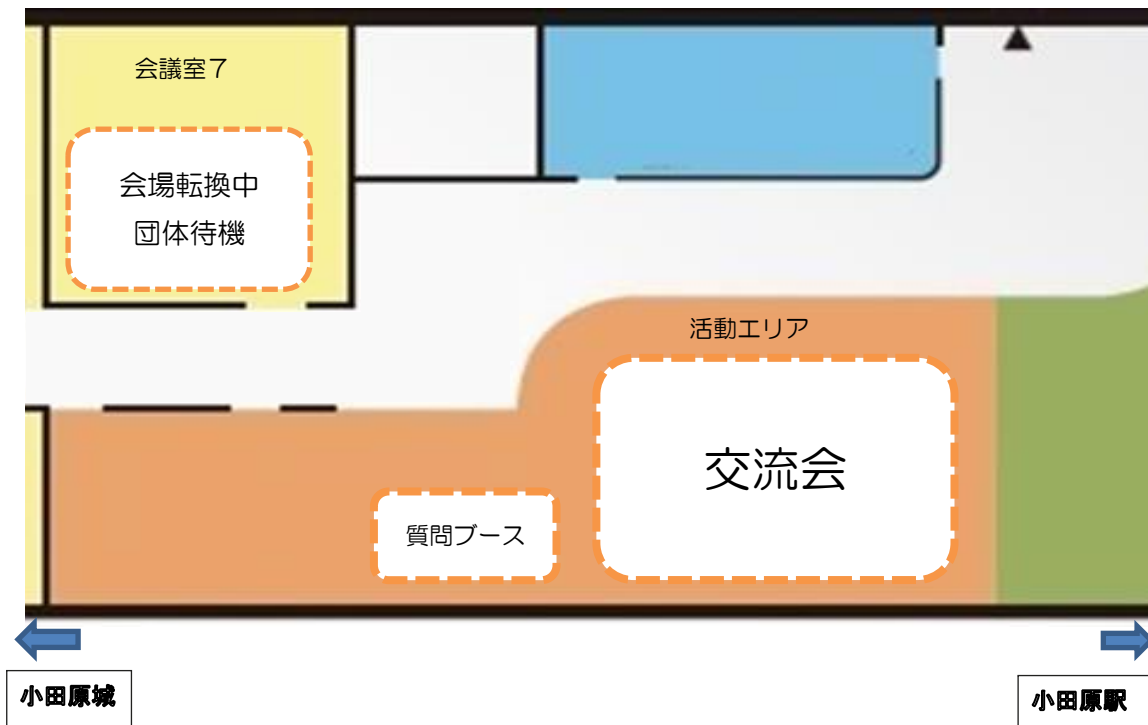 会議室７
会場転換中
団体待機
活動エリア
交流会
質問ブース
小田原城
小田原駅